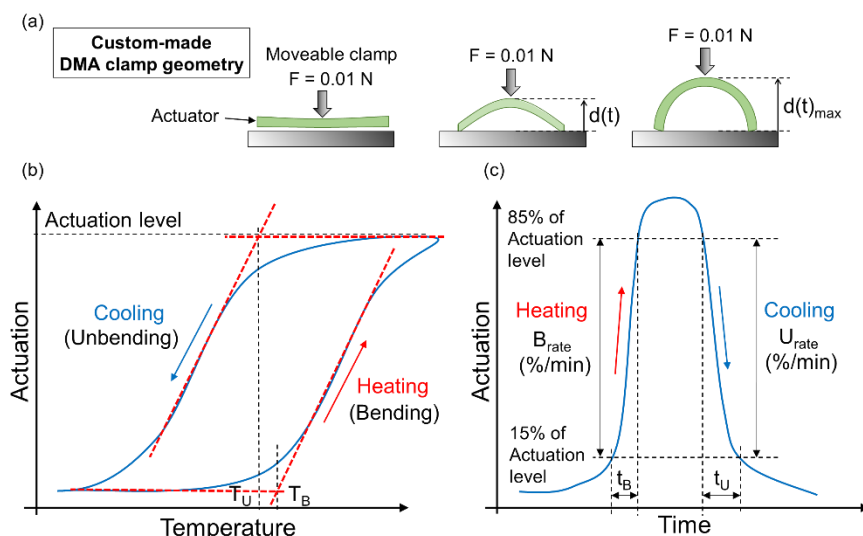 (a)
Custom-made
DMA clamp geometry
Moveable clamp
F = 0.01 N
Actuator
F = 0.01 N
d(t)
F = 0.01 N
d(t)max
(b)
Actuation level
Cooling
(Unbending)
Heating
(Bending)
TU
TB
Actuation
Temperature
(c)
85% of
Actuation
level
Heating
Brate
(%/min)
Cooling
Urate
(%/min)
15% of
Actuation
level
tB
tU
Actuation
Time